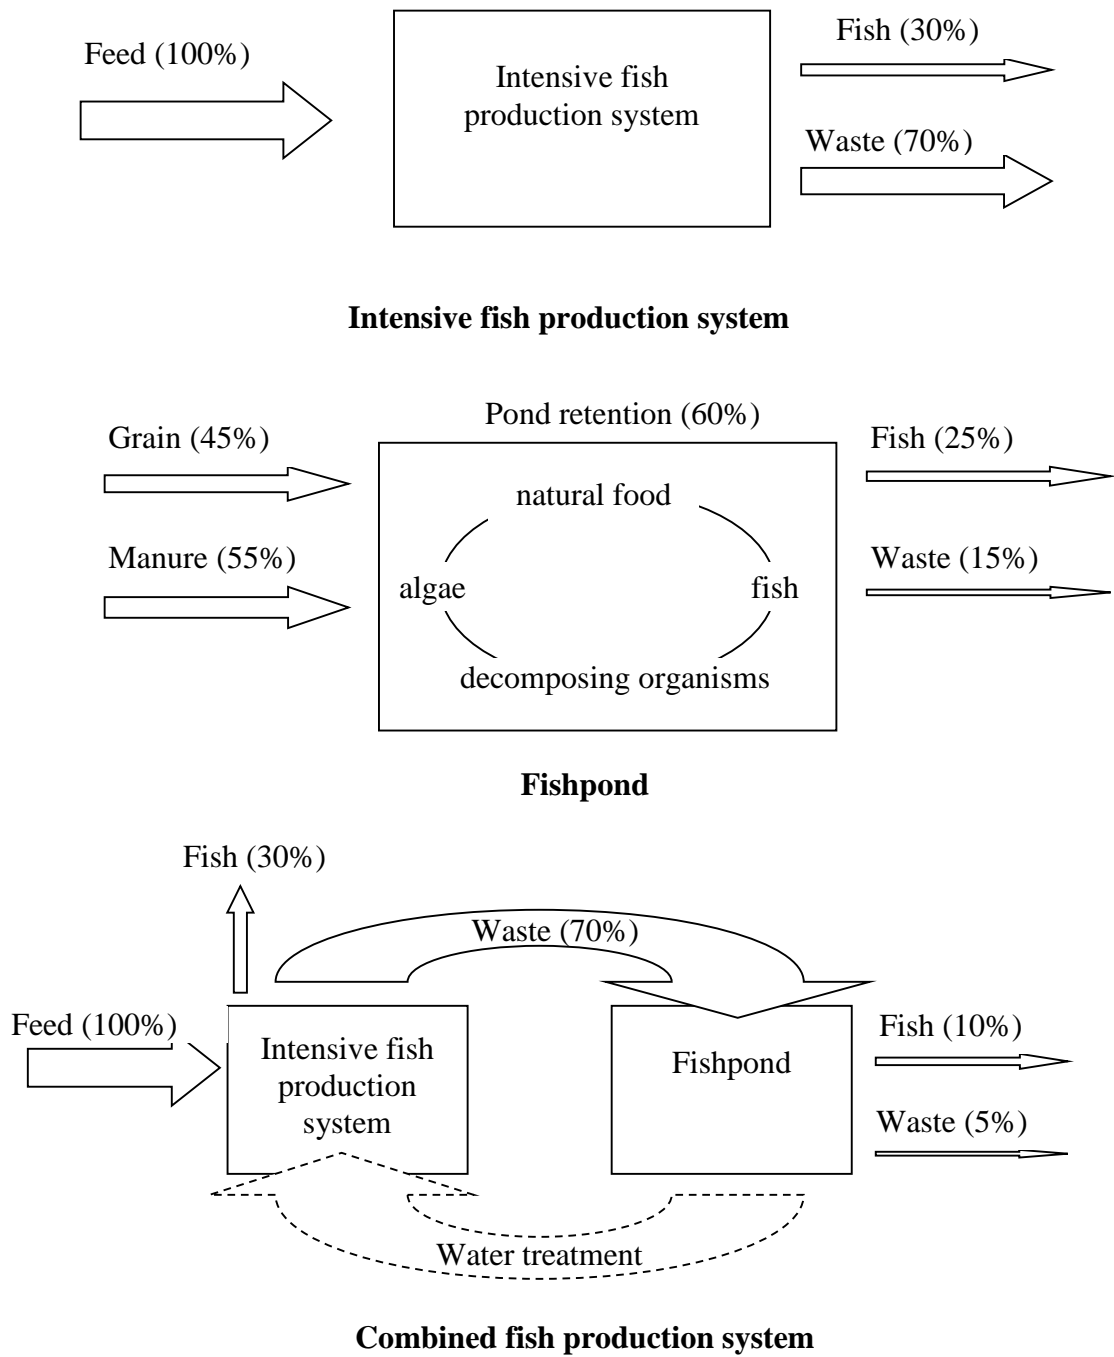 Feed (100%)
Intensive fish
production system
Fish (30%)
Waste (70%)
Intensive fish production system
Pond retention (60%)
Grain (45%)
Manure (55%)
natural food
algae
fish
decomposing organisms
Fish (25%)
Waste (15%)
Fishpond
Fish (30%)
Waste (70%)
Feed (100%)
Intensive fish
production
system
Fishpond
Fish (10%)
Waste (5%)
Water treatment
Combined fish production system